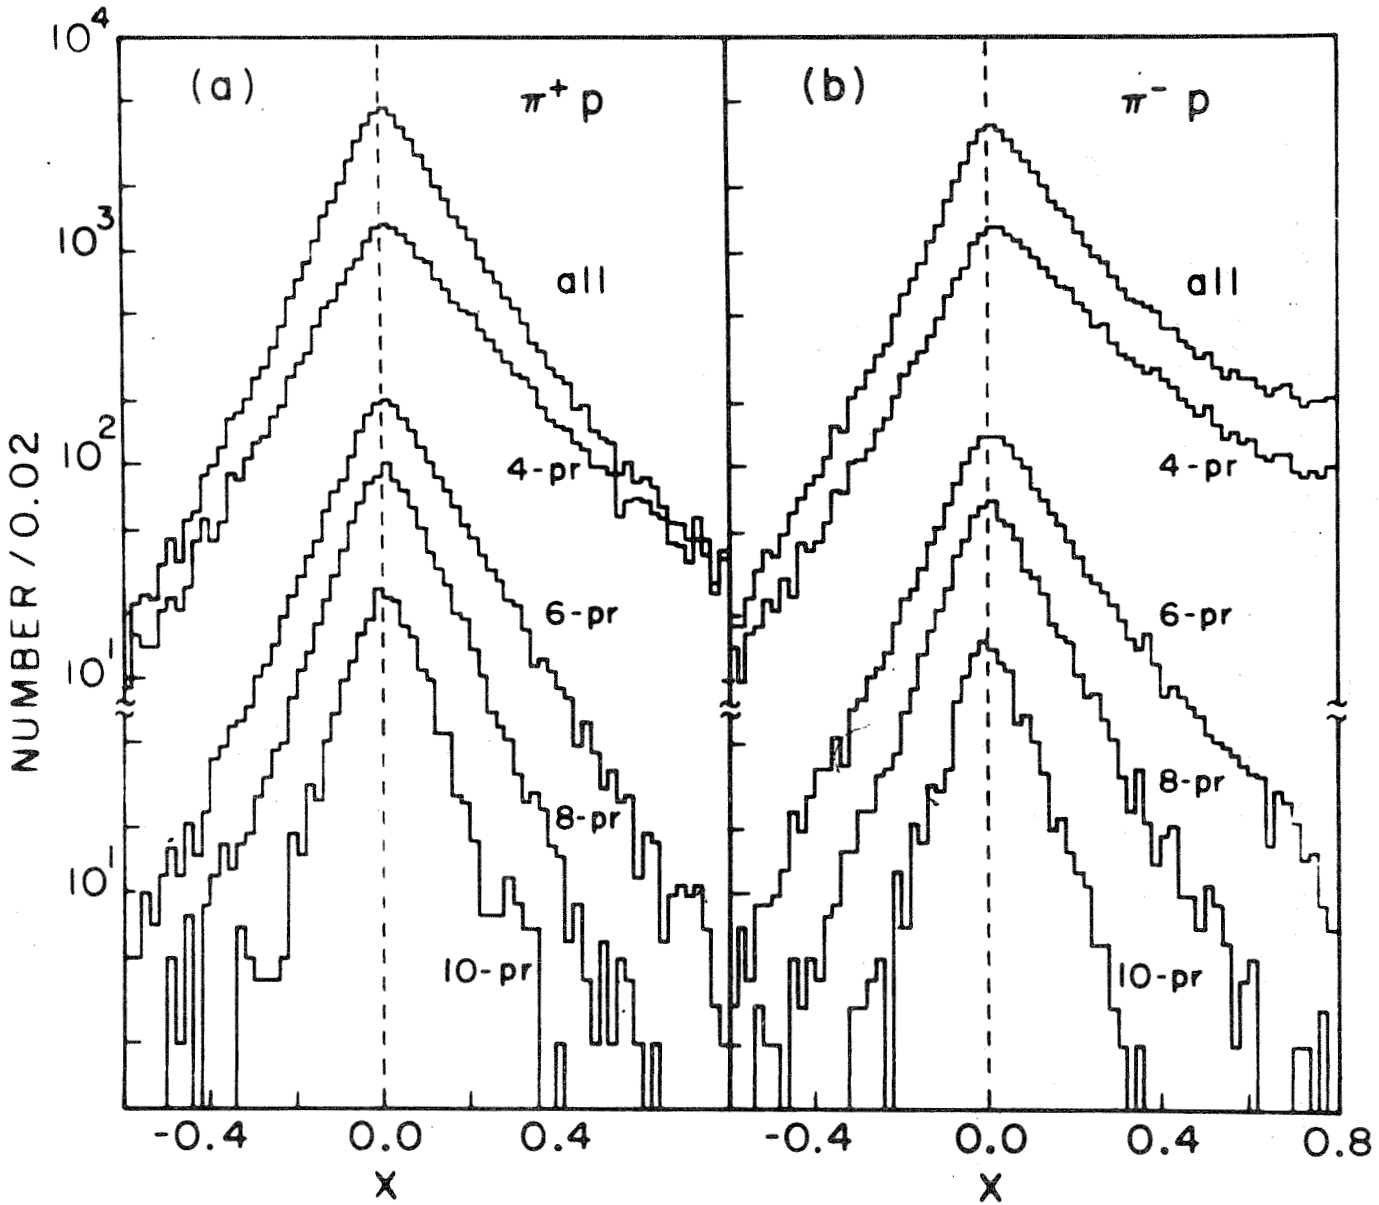 10⁴
(a) π⁺ p (b) π⁻ p
10³
all all
10²
4-pr 4-pr
NUMBER/0.02
6-pr 6-pr
10¹
8-pr 8-pr
10¹
10-pr 10-pr
-0.4 0.0 0.4 -0.4 0.0 0.4 0.8
X X